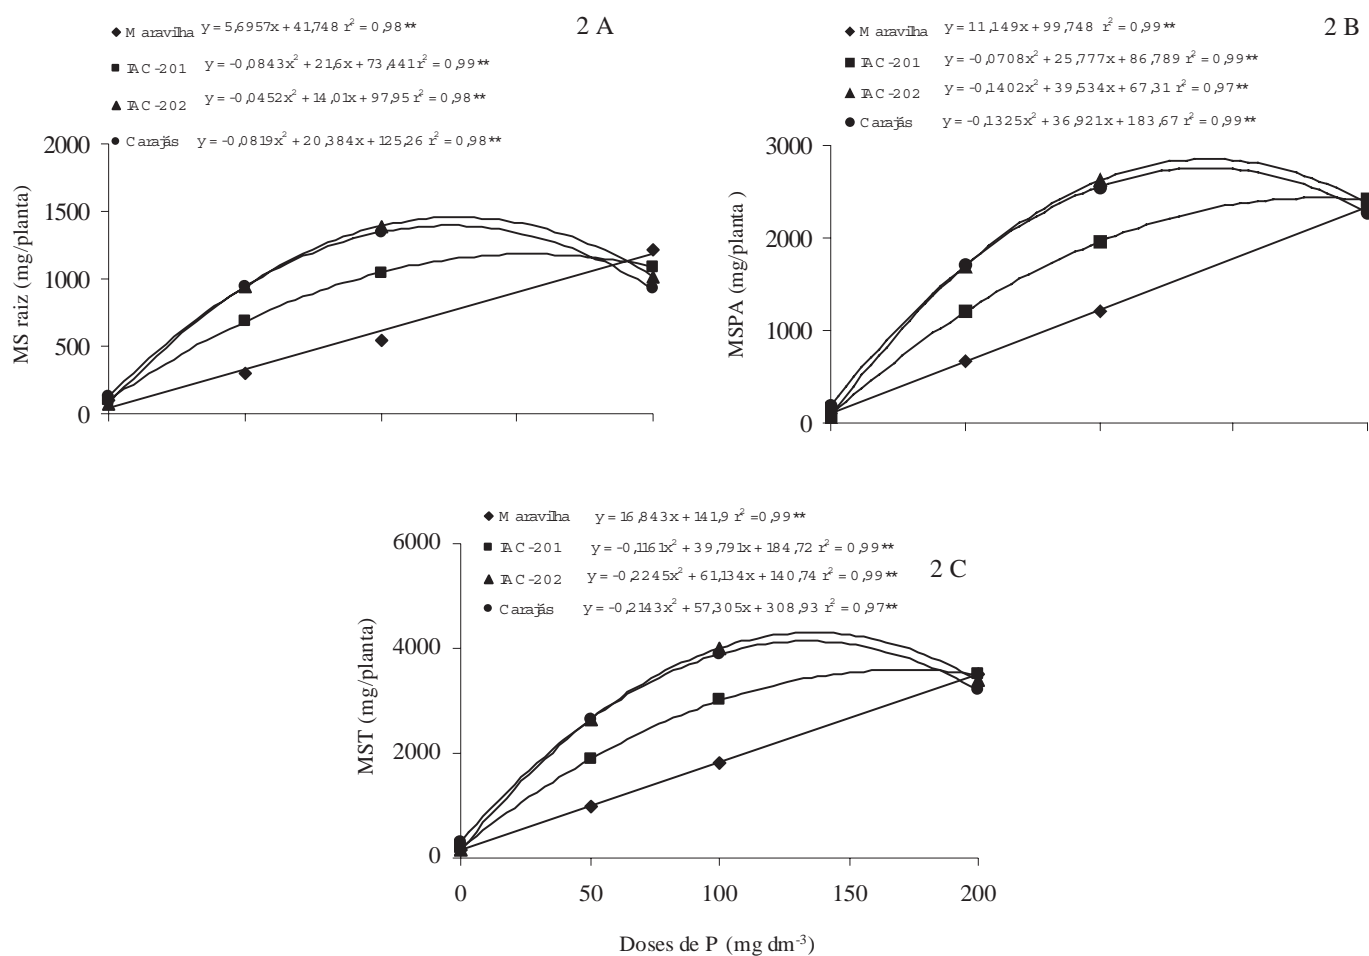 2 A
Maravilha y = 5,6957x + 41,748 r² = 0,98**
IAC-201 y = -0,0843x² + 21,6x + 73,441 r² = 0,99**
IAC-202 y = -0,0452x² + 14,01x + 97,95 r² = 0,98**
Carajás y = -0,0819x² + 20,384x + 125,26 r² = 0,98**
MS raiz (mg/planta)
2000
1500
1000
500
0
2 B
Maravilha y = 11,149x + 99,748 r² = 0,99**
IAC-201 y = -0,0708x² + 25,777x + 86,789 r² = 0,99**
IAC-202 y = -0,1402x² + 39,534x + 67,31 r² = 0,97**
Carajás y = -0,1325x² + 36,921x + 183,67 r² = 0,99**
MSPA (mg/planta )
3000
2000
1000
0
2 C
Maravilha y = 16,843x + 141,9 r² = 0,99**
IAC-201 y = -0,1161x² + 39,791x + 184,72 r² = 0,99**
IAC-202 y = -0,2245x² + 61,134x + 140,74 r² = 0,99**
Carajás y = -0,2143x² + 57,305x + 308,93 r² = 0,97**
MST (mg/planta)
6000
4000
2000
0
0 50 100 150 200
Doses de P (mg dm⁻³)